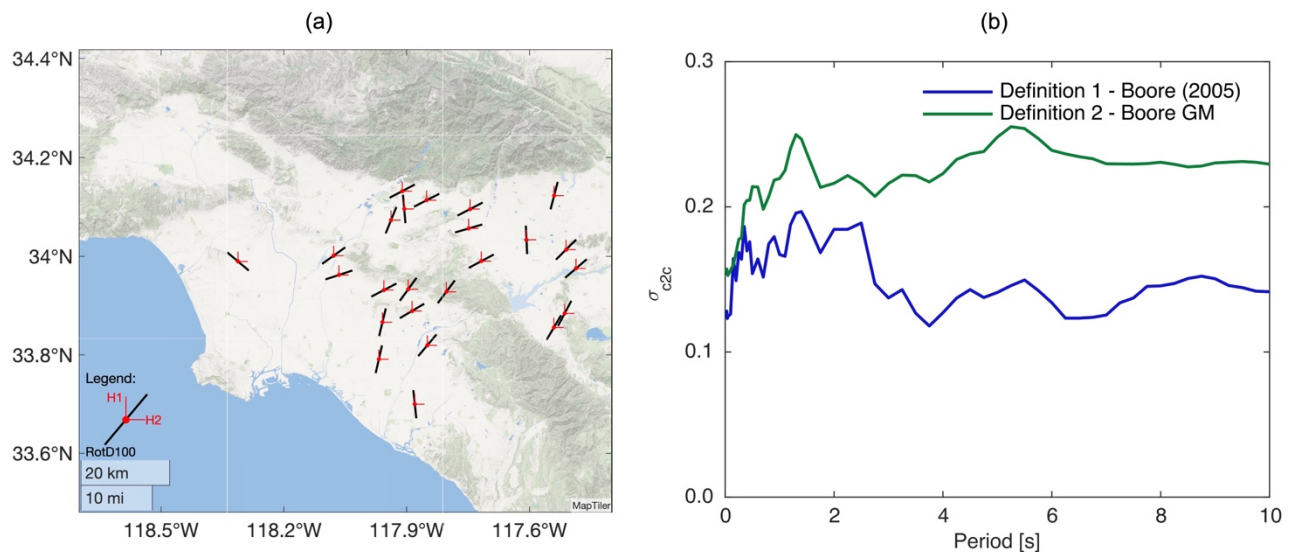 (a)
34.4°N
34.2°N
34°N
33.8°N
33.6°N
118.5°W
118.2°W
117.9°W
117.6°W
Legend:
H1
H2
RotD100
20 km
10 mi
MapTiler
(b)
0.3
0.2
0.1
0.0
σc2c
Definition 1 - Boore (2005)
Definition 2 - Boore GM
0
2
4
6
8
10
Period [s]